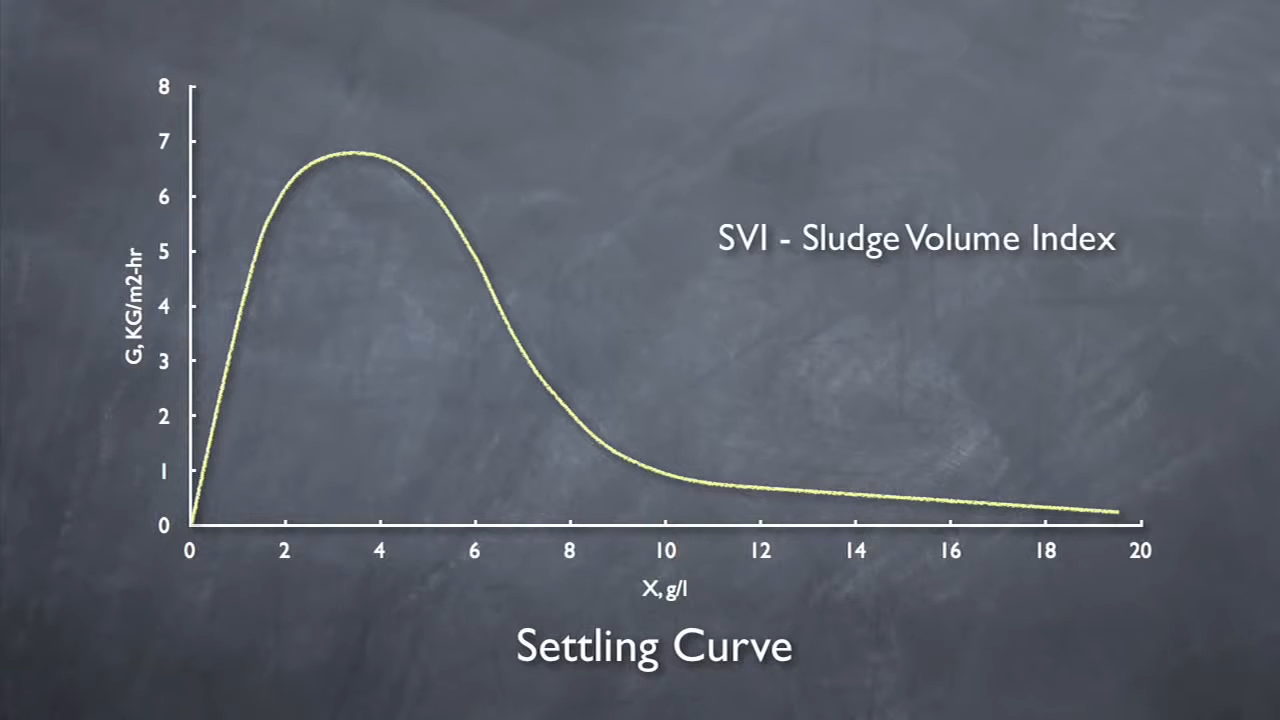 8
7
6
5
4
3
2
1
0
G, KG/m2-hr
SVI - Sludge Volume Index
0 2 4 6 8 10 12 14 16 18 20
X, g/l
Settling Curve